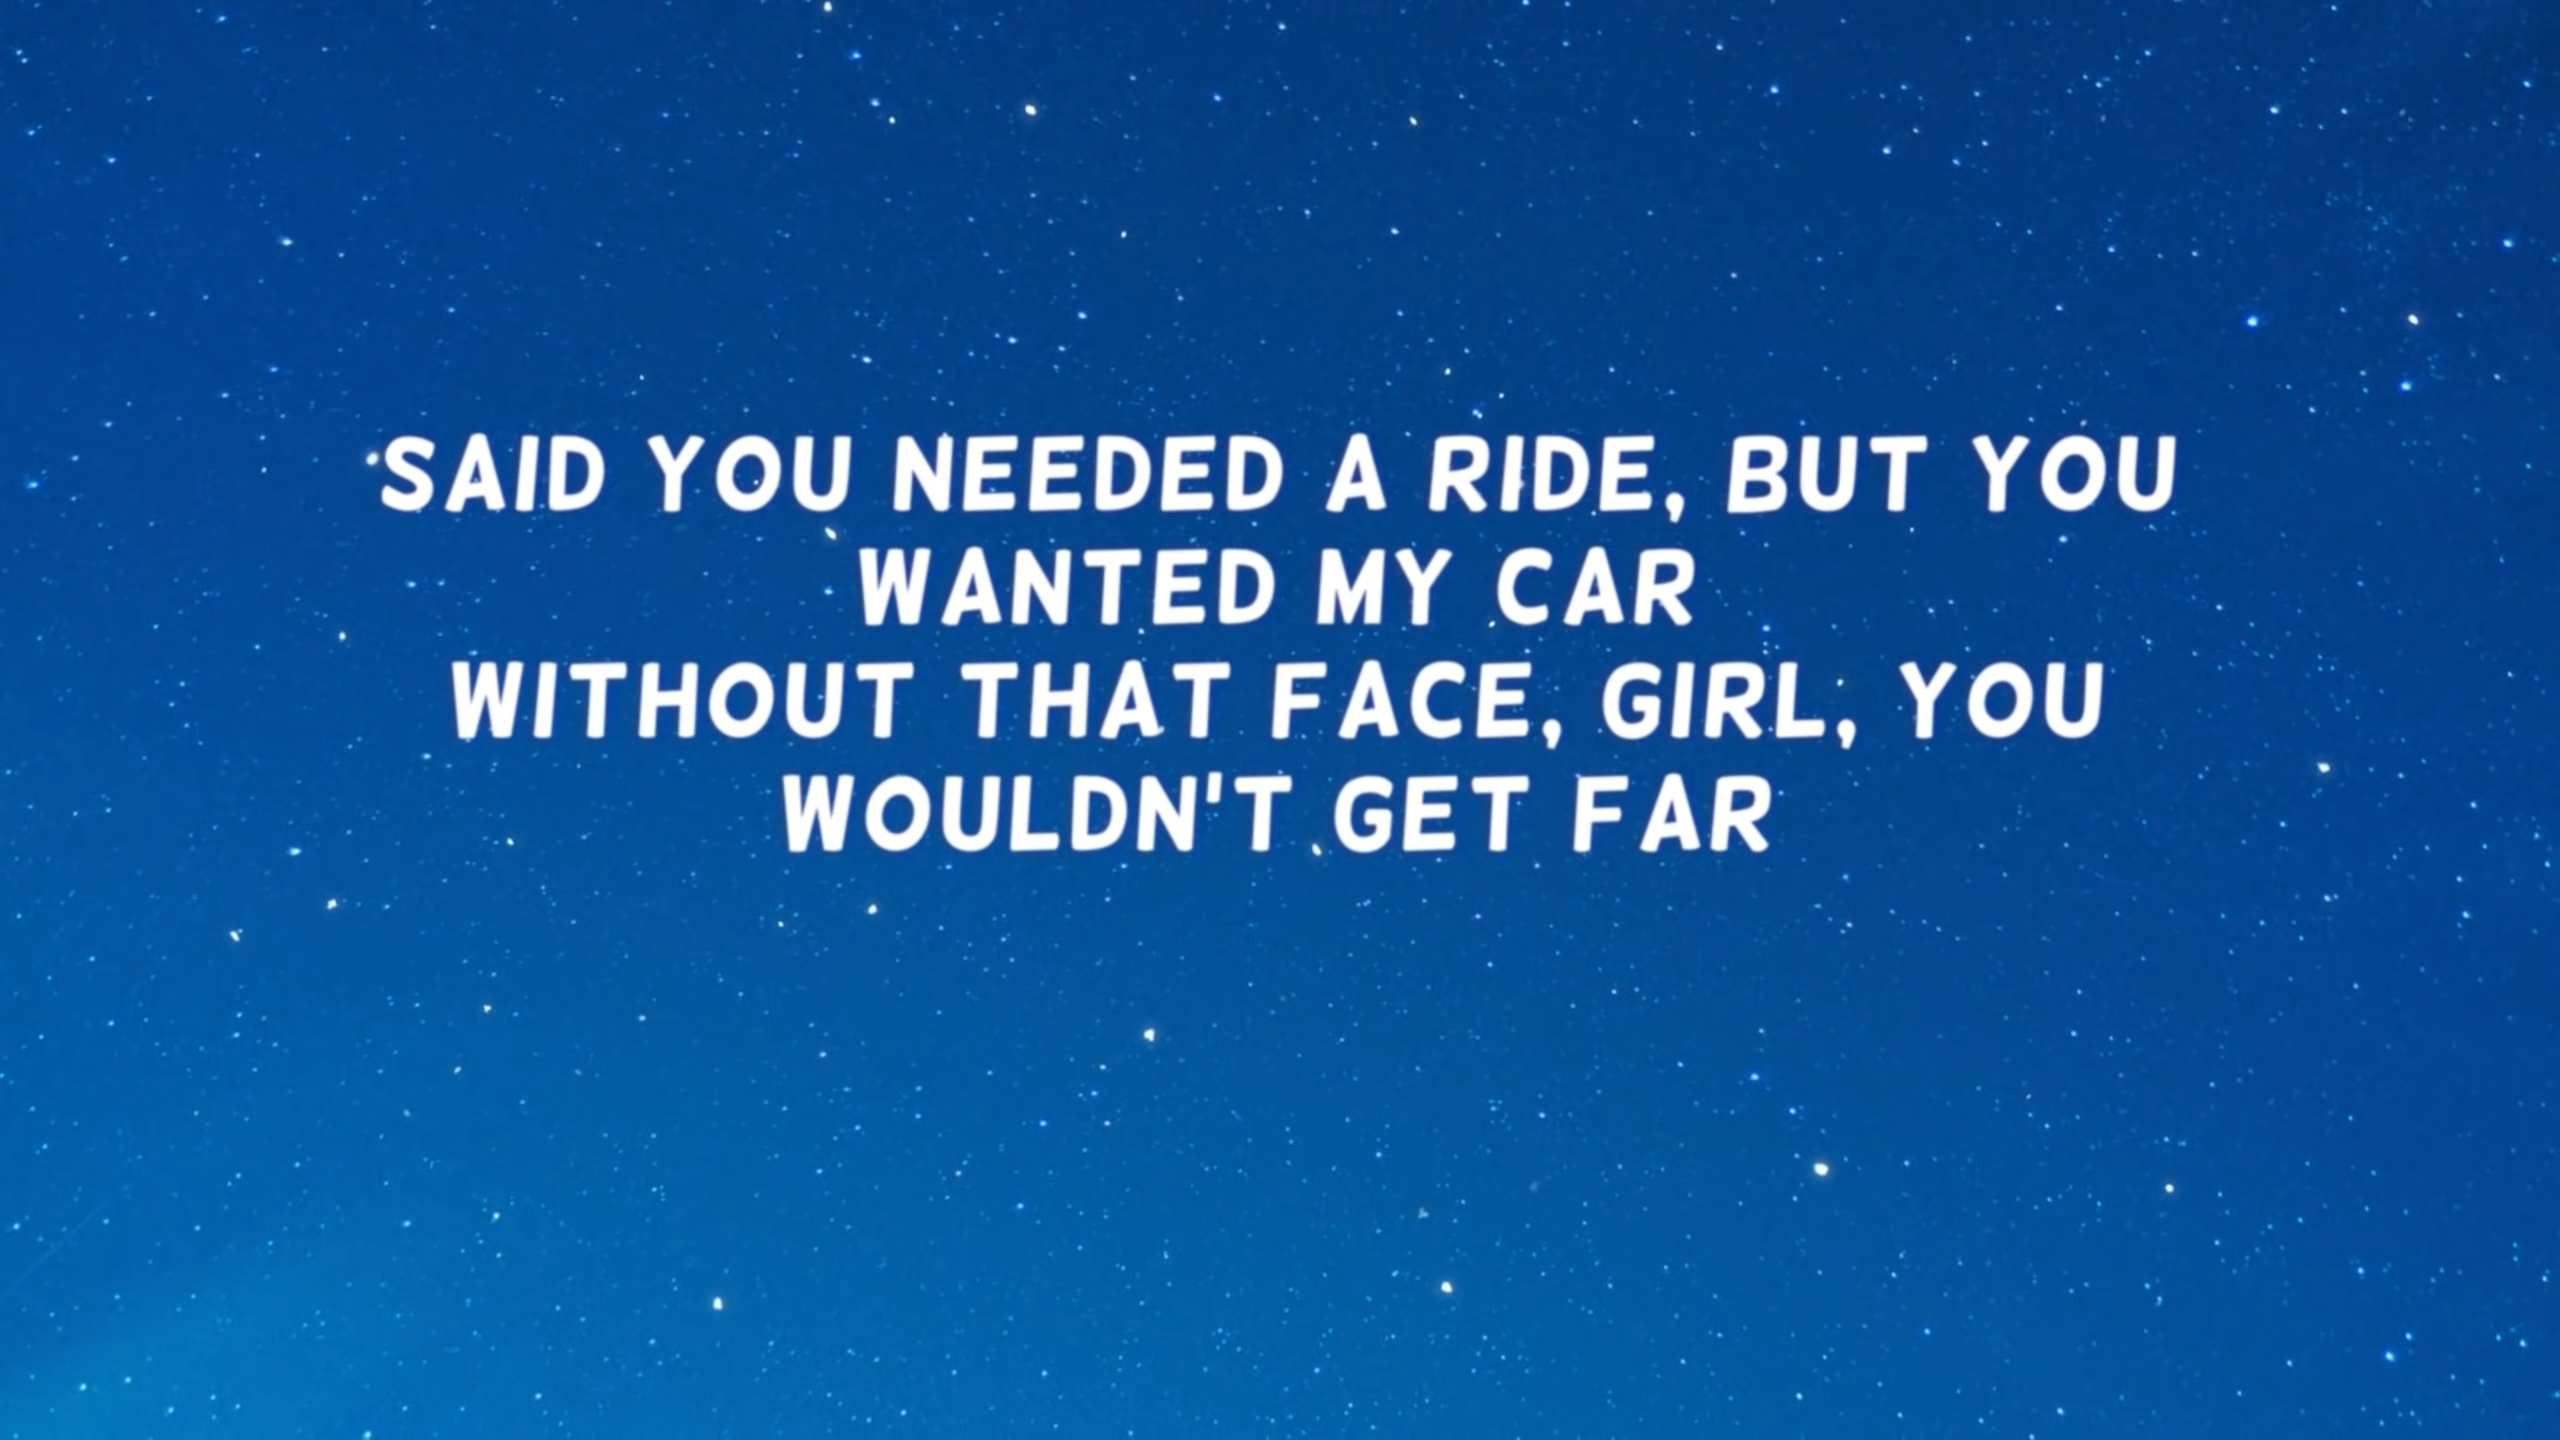 SAID YOU NEEDED A RIDE, BUT YOU
WANTED MY CAR
WITHOUT THAT FACE, GIRL, YOU
WOULDN'T GET FAR